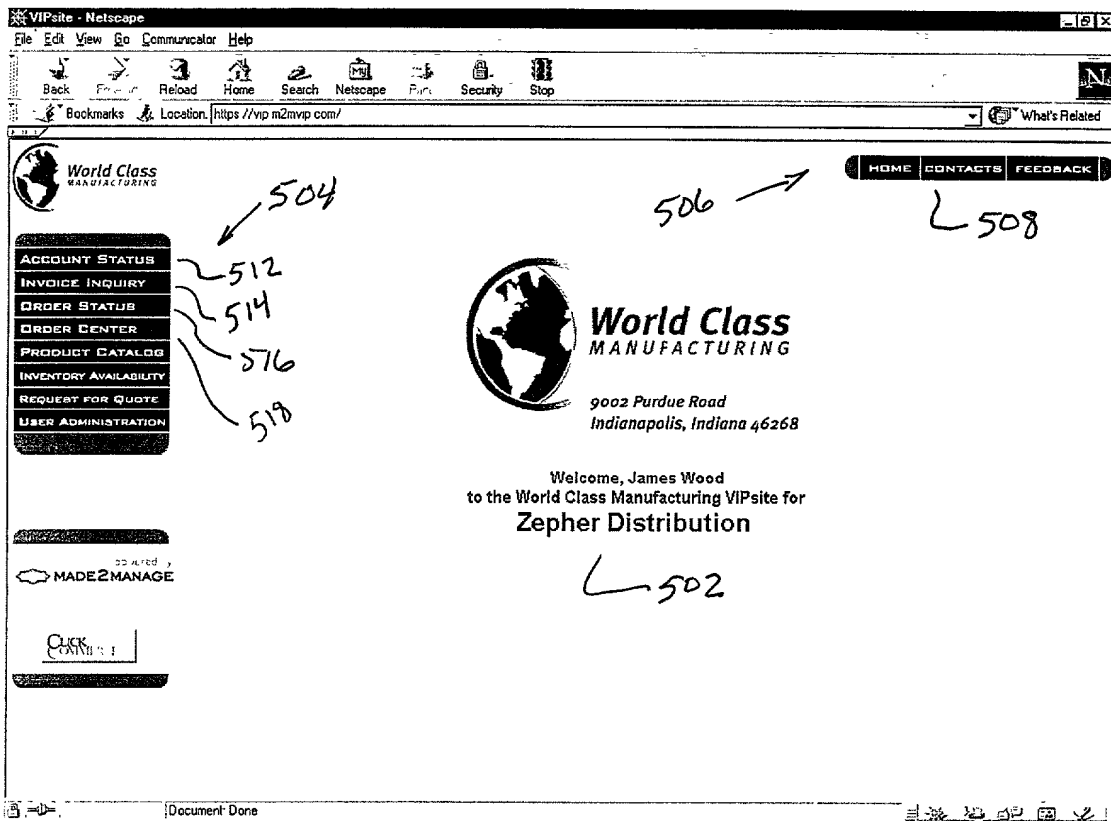 VIPsite - Netscape
File Edit View Go Communicator Help
Back Reload Home Search Netscape Security Stop
Bookmarks Location: https://vip m2mvip com/ What's Related
World Class
MANUFACTURING
HOME CONTACTS FEEDBACK
504
506
508
ACCOUNT STATUS
512
INVOICE INQUIRY
514
ORDER STATUS
516
ORDER CENTER
518
PRODUCT CATALOG
INVENTORY AVAILABILITY
REQUEST FOR QUOTE
USER ADMINISTRATION
World Class
MANUFACTURING
9002 Purdue Road
Indianapolis, Indiana 46268
Welcome, James Wood
to the World Class Manufacturing VIPsite for
Zepher Distribution
502
powered by
MADE2MANAGE
CLICK
COMMERCE
Document: Done